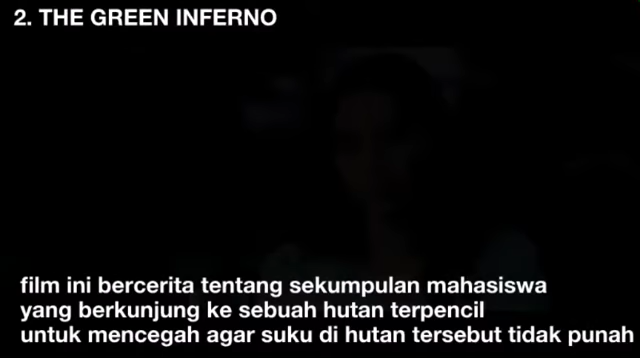 2. THE GREEN INFERNO
film ini bercerita tentang sekumpulan mahasiswa
yang berkunjung ke sebuah hutan terpencil
untuk mencegah agar suku di hutan tersebut tidak punah